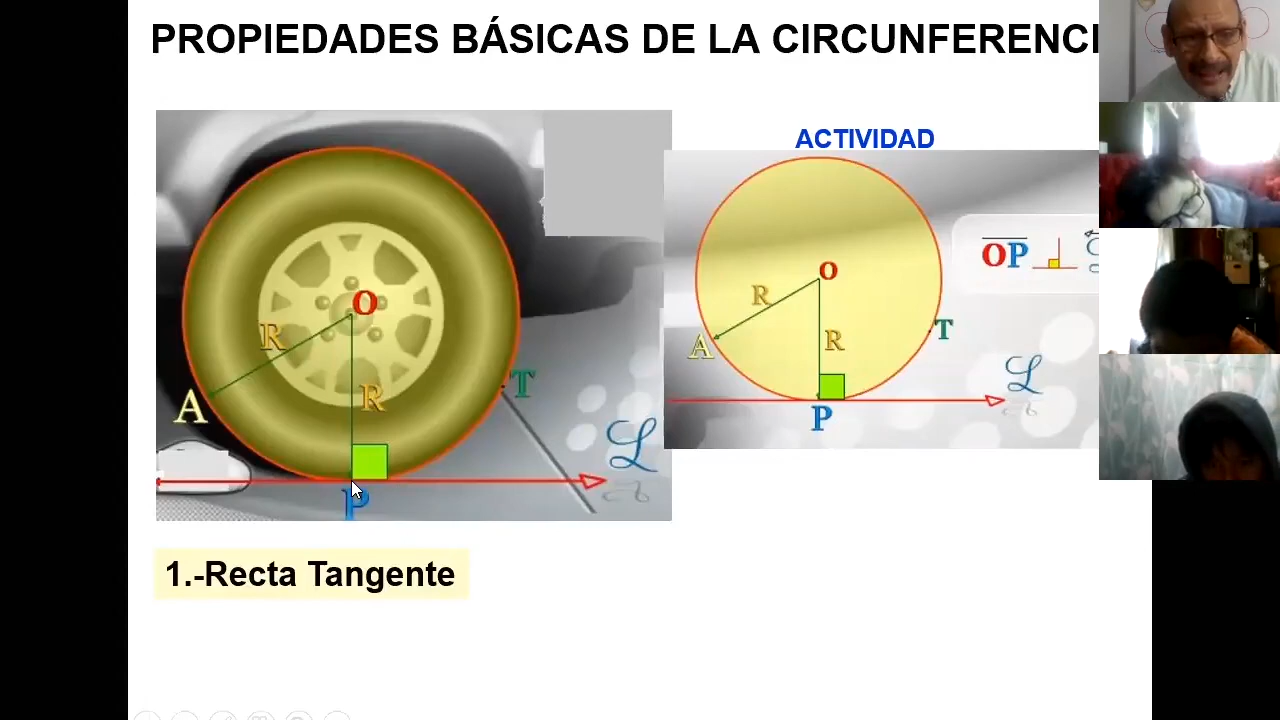 PROPIEDADES BÁSICAS DE LA CIRCUNFERENCI
ACTIVIDAD
O
R
R
A
T
P
L
O
R
R
A
T
P
L
OP
1.-Recta Tangente